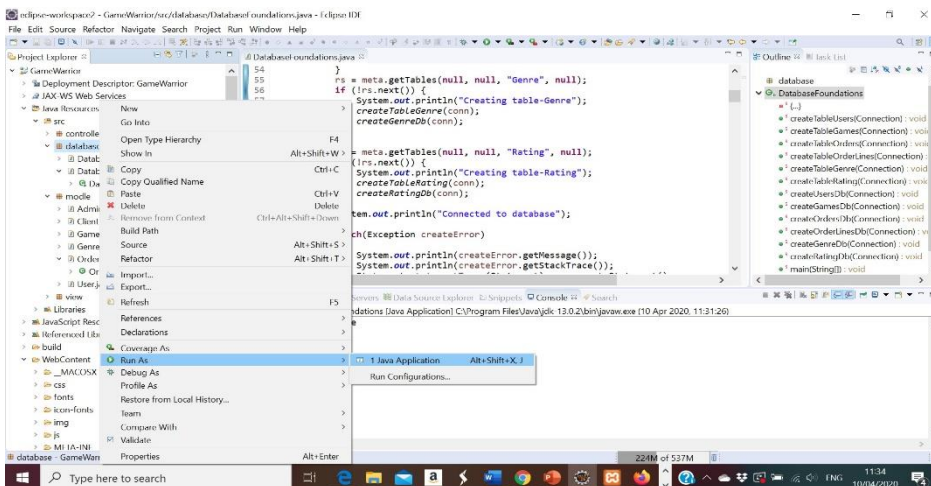 eclipse-workspace2 - GameWarrior/src/database/DatabaseFoundations.java - Eclipse IDE
File Edit Source Refactor Navigate Search Project Run Window Help
Project Explorer
GameWarrior
Deployment Descriptor: GameWarrior
JAX-WS Web Services
Java Resources
src
controlle
database
Datab
Datab
Da
modle
Admi
Client
Game
Genre
Order
Or
User.j
view
Libraries
JavaScript Resc
Referenced Libr
build
WebContent
__MACOSX
css
fonts
icon-fonts
img
js
META-INF
database - GameWarr
New
Go Into
Open Type Hierarchy F4
Show In Alt+Shift+W >
Copy Ctrl+C
Copy Qualified Name
Paste Ctrl+V
Delete Delete
Remove from Context Ctrl+Alt+Shift+Down
Build Path
Source Alt+Shift+S >
Refactor Alt+Shift+T >
Import...
Export...
Refresh F5
References
Declarations
Coverage As
Run As
Debug As
Profile As
Restore from Local History...
Team
Compare With
Validate
Properties Alt+Enter
1 Java Application Alt+Shift+X, J
Run Configurations...
DatabaseFoundations.java
54 }
55 rs = meta.getTables(null, null, "Genre", null);
56 if (!rs.next()) {
System.out.println("Creating table-Genre");
createTableGenre(conn);
createGenreDb(conn);
= meta.getTables(null, null, "Rating", null);
(!rs.next()) {
System.out.println("Creating table-Rating");
createTableRating(conn);
createRatingDb(conn);
tem.out.println("Connected to database");
ch(Exception createError)
System.out.println(createError.getMessage());
System.out.println(createError.getStackTrace());
Servers Data Source Explorer Snippets Console Search
ndations [Java Application] C:\Program Files\Java\jdk-13.0.2\bin\javaw.exe (10 Apr 2020, 11:31:26)
e
Outline Task List
database
DatabaseFoundations
{...}
createTableUsers(Connection) : void
createTableGames(Connection) : voi
createTableOrders(Connection) : voi
createTableOrderLines(Connection) :
createTableGenre(Connection) : void
createTableRating(Connection) : voi
createUsersDb(Connection) : void
createGamesDb(Connection) : void
createOrdersDb(Connection) : void
createOrderLinesDb(Connection) : v
createGenreDb(Connection) : void
createRatingDb(Connection) : void
main(String[]) : void
224M of 537M
Type here to search
ENG
11:34
10/04/2020